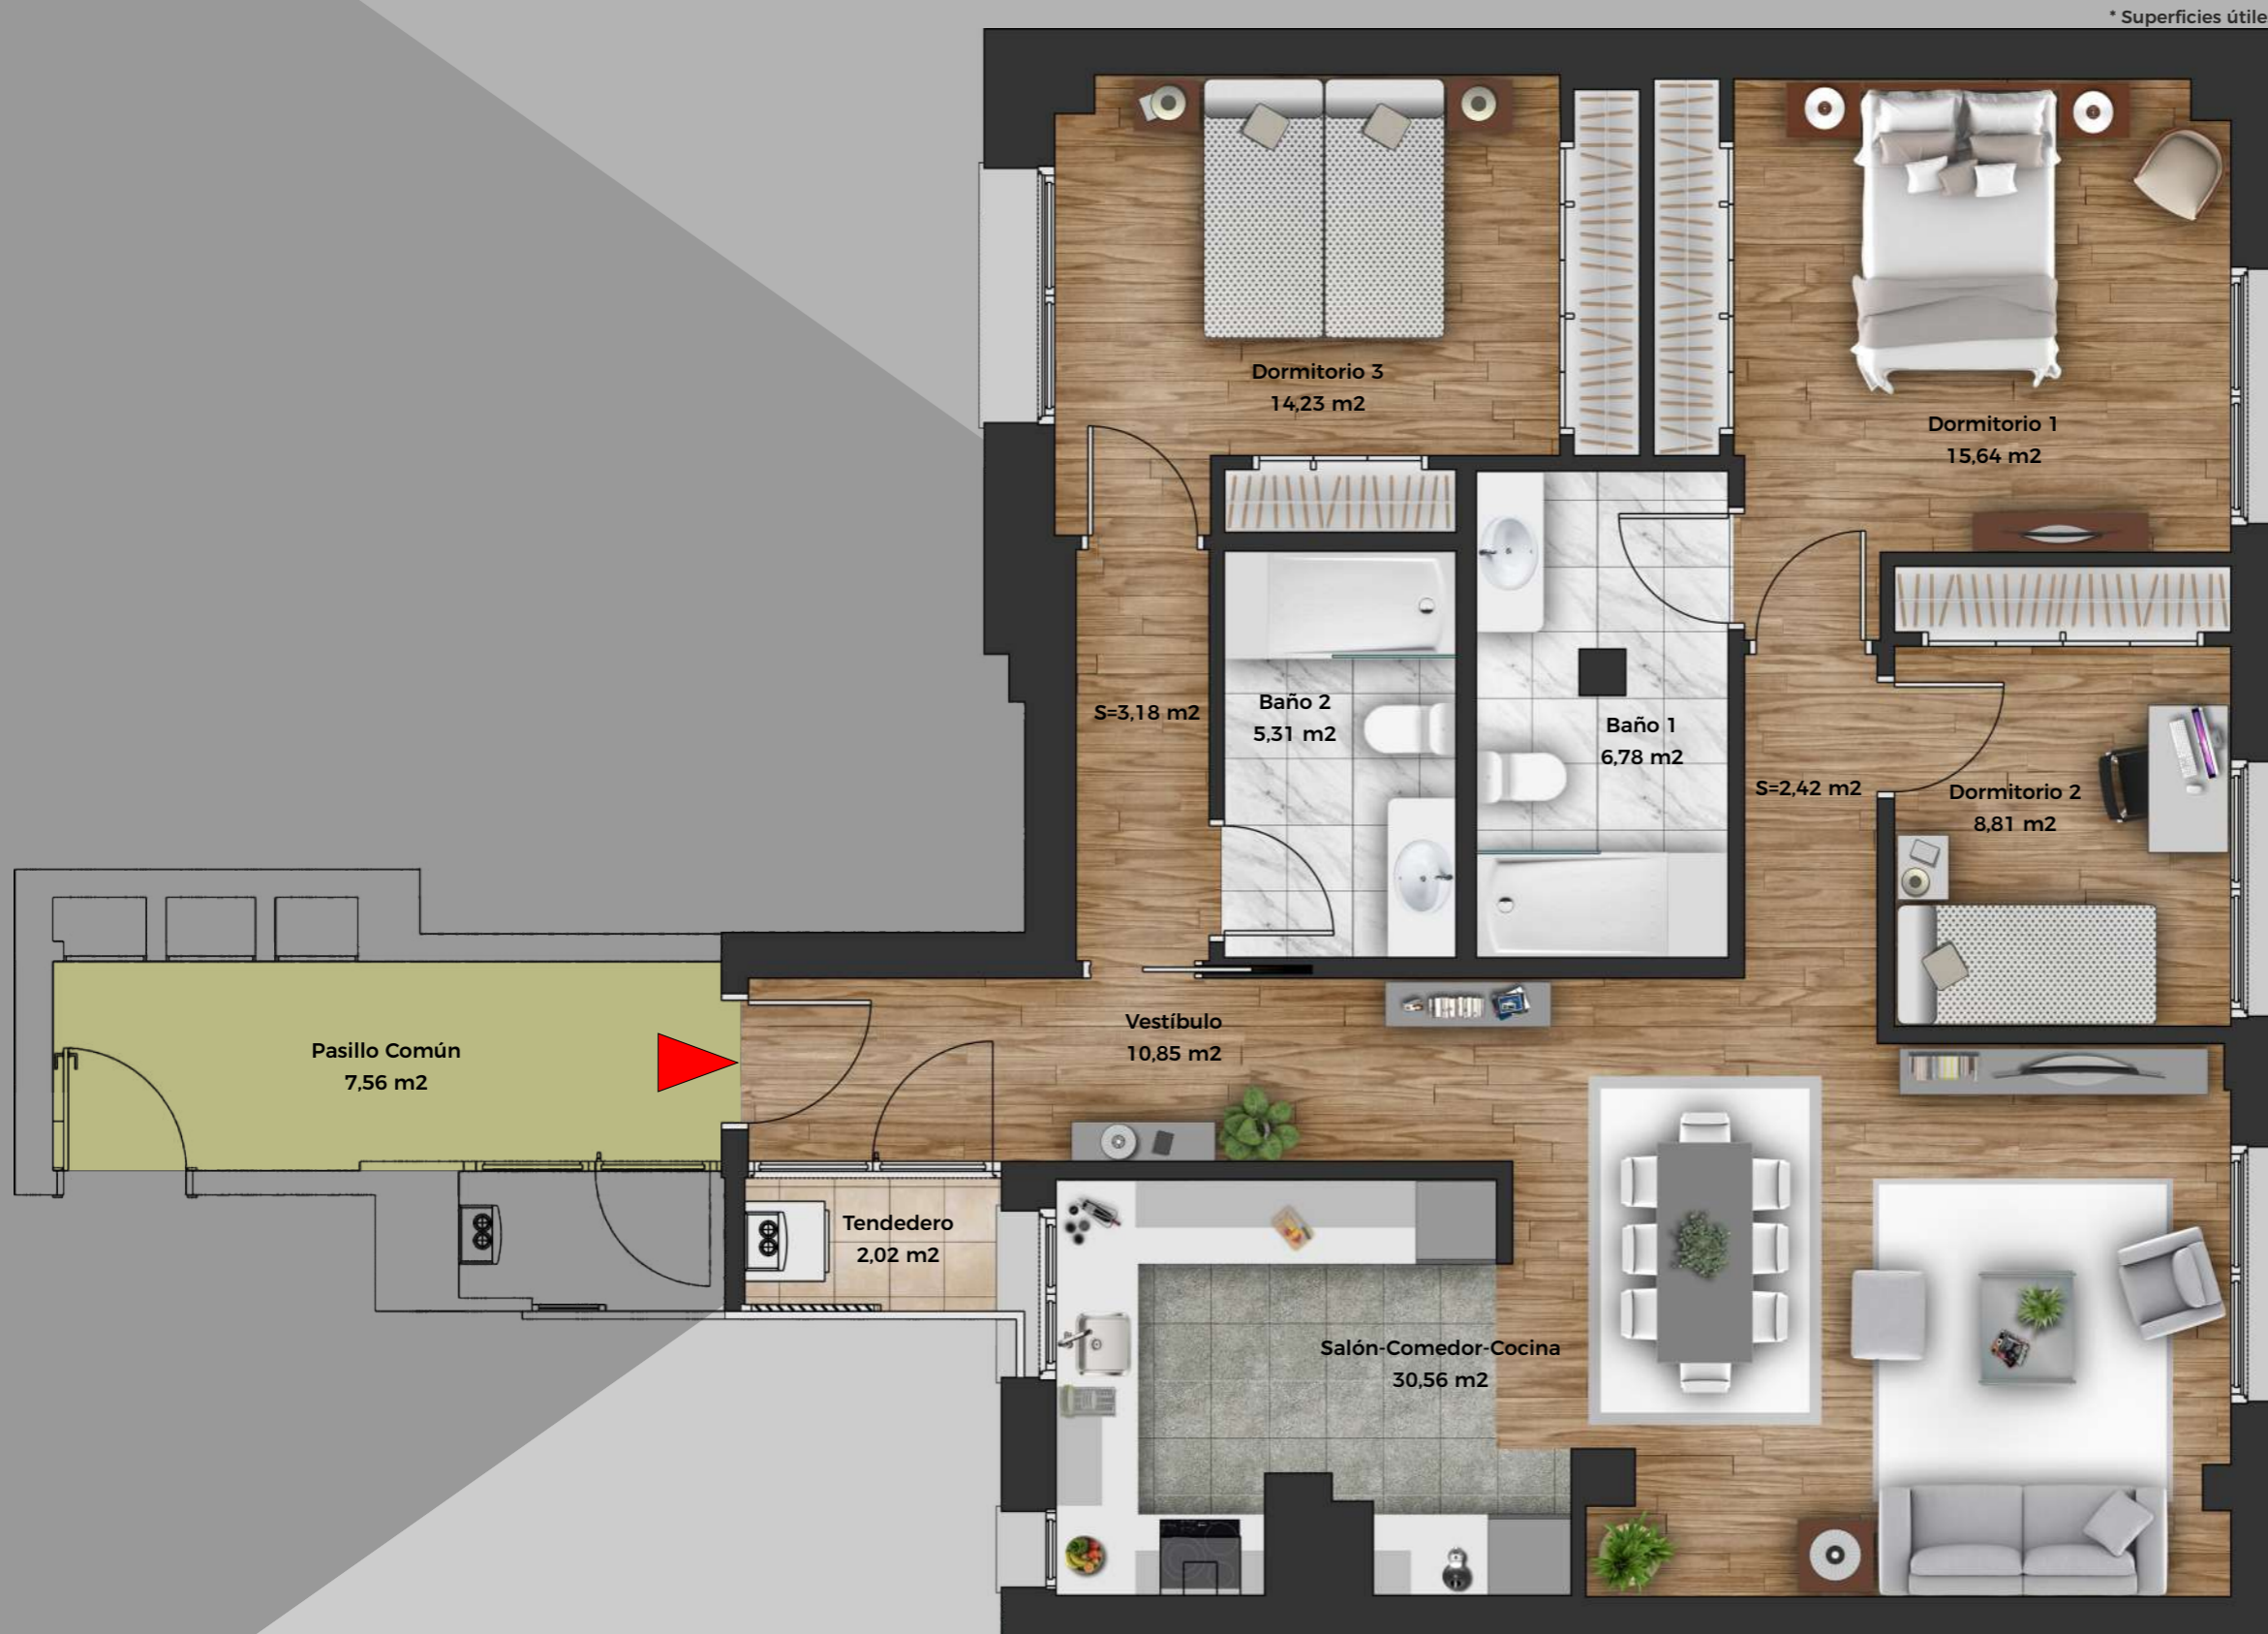 * Superficies útile
Dormitorio 3
14,23 m2
Dormitorio 1
15,64 m2
S=3,18 m2
Baño 2
5,31 m2
Baño 1
6,78 m2
S=2,42 m2
Dormitorio 2
8,81 m2
Pasillo Común
7,56 m2
Vestíbulo
10,85 m2
Tendedero
2,02 m2
Salón-Comedor-Cocina
30,56 m2